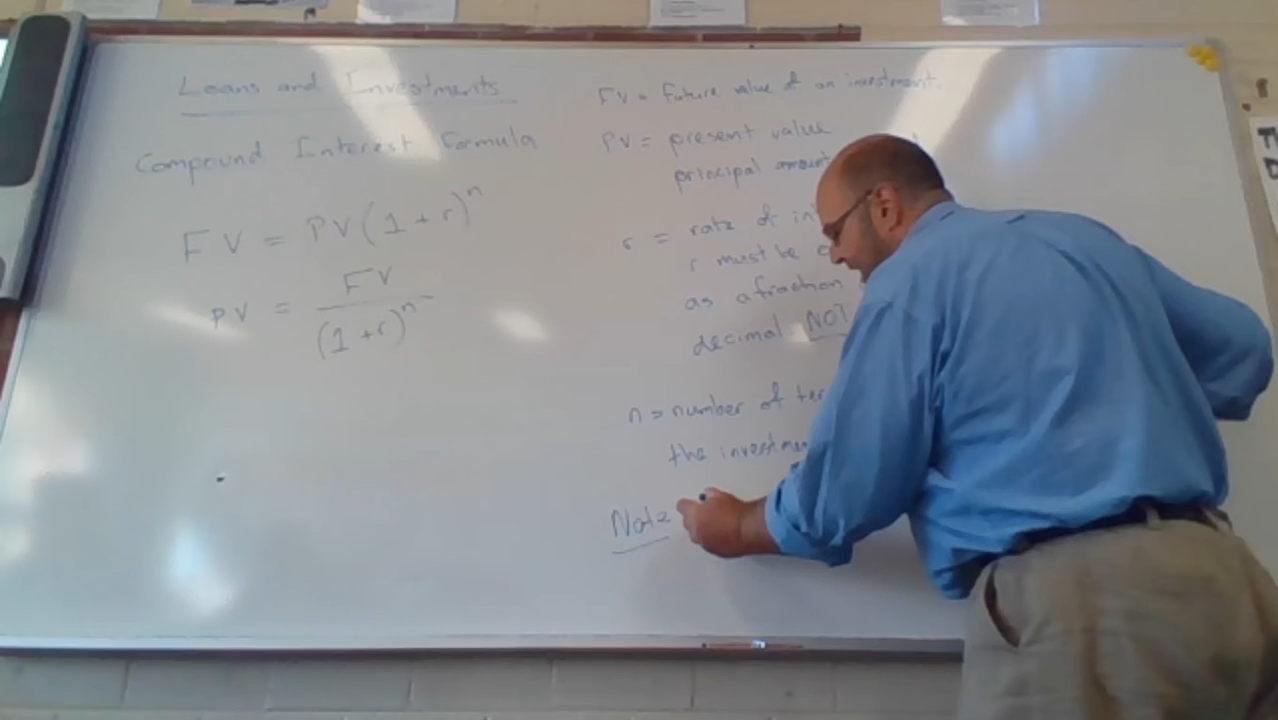 Loans and Investments
Compound Interest Formula
FV = PV(1 + r)^n
PV = FV / (1 + r)^n
FV = Future value of an investment.
PV = present value
principal amount
r = rate of
r must be
as a fraction
decimal NOT
n = number of
the
Note